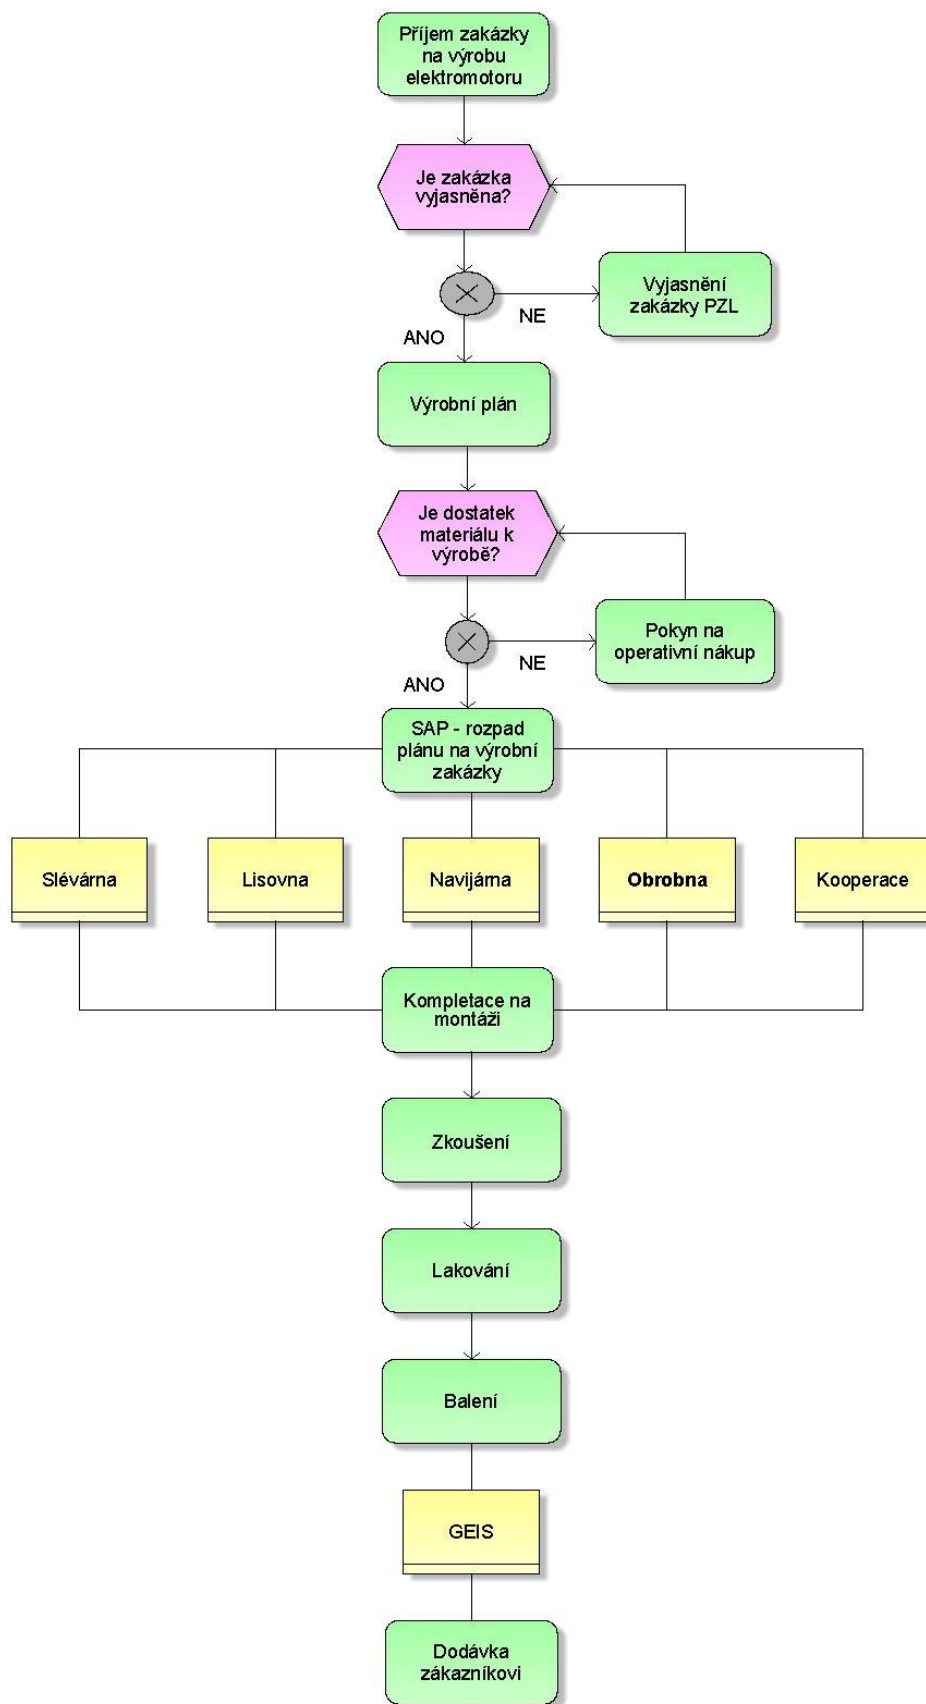 Příjem zakázky
na výrobu
elektromotoru
Je zakázka
vyjasněna?
Vyjasnění
zakázky PZL
NE
ANO
Výrobní plán
Je dostatek
materiálu k
výrobě?
Pokyn na
operativní nákup
NE
ANO
SAP - rozpad
plánu na výrobní
zakázky
Slévárna
Lisovna
Navijárna
Obrobna
Kooperace
Kompletace na
montáži
Zkoušení
Lakování
Balení
GEIS
Dodávka
zákazníkovi